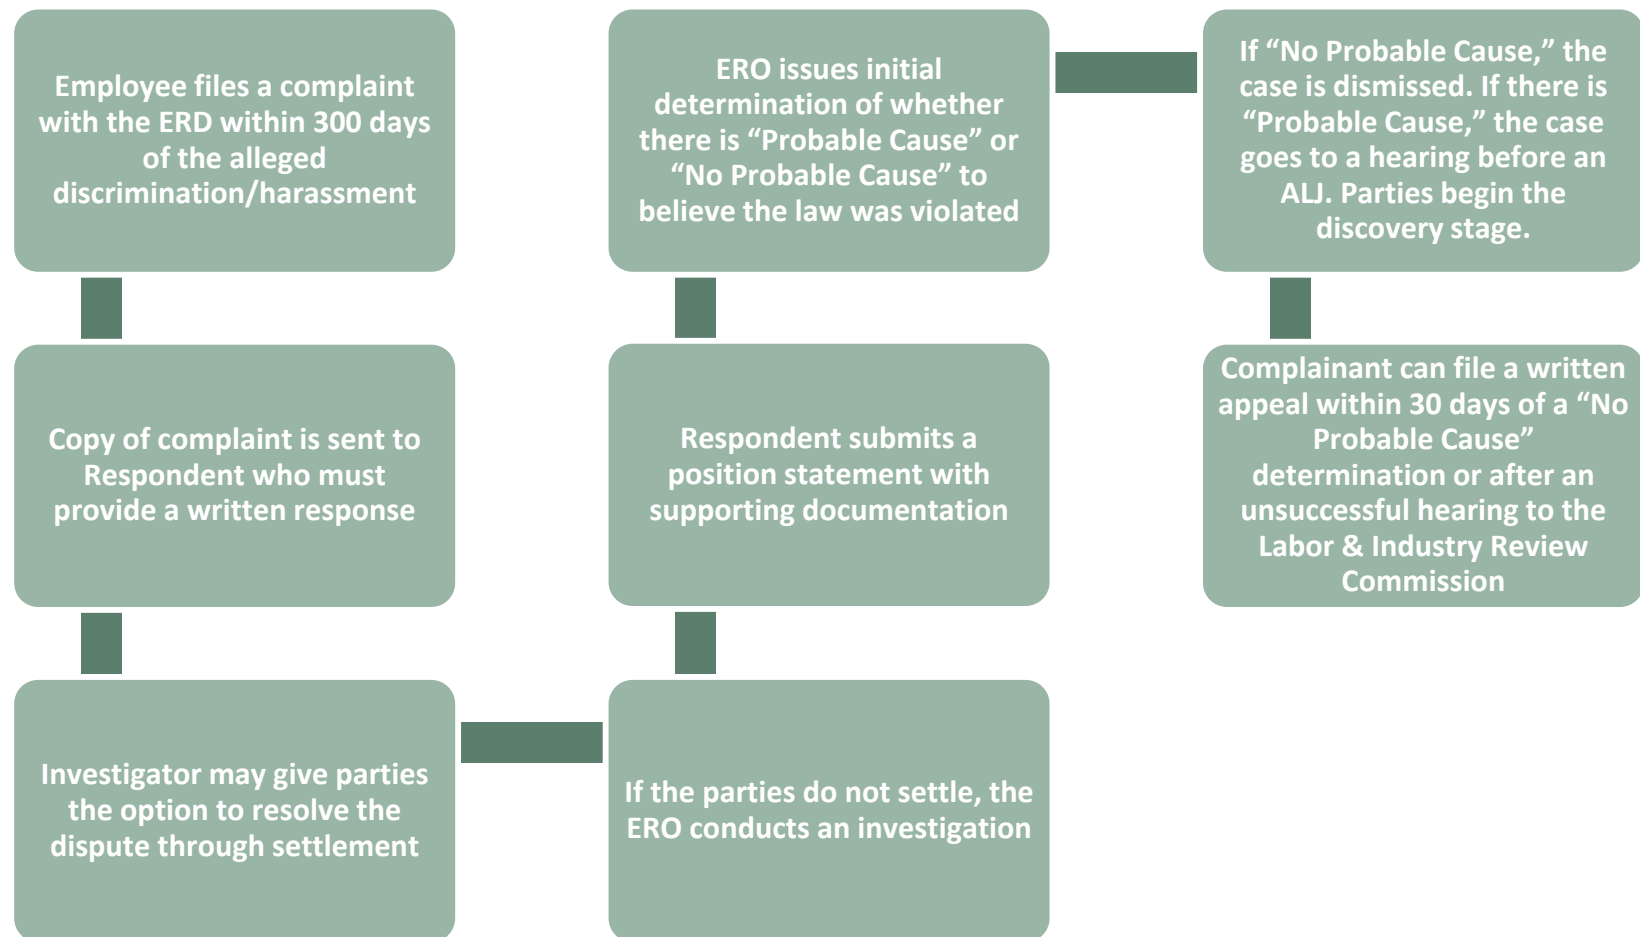 Employee files a complaint
with the ERD within 300 days
of the alleged
discrimination/harassment
Copy of complaint is sent to
Respondent who must
provide a written response
Investigator may give parties
the option to resolve the
dispute through settlement
If the parties do not settle, the
ERO conducts an investigation
Respondent submits a
position statement with
supporting documentation
ERO issues initial
determination of whether
there is “Probable Cause” or
“No Probable Cause” to
believe the law was violated
If “No Probable Cause,” the
case is dismissed. If there is
“Probable Cause,” the case
goes to a hearing before an
ALJ. Parties begin the
discovery stage.
Complainant can file a written
appeal within 30 days of a “No
Probable Cause”
determination or after an
unsuccessful hearing to the
Labor & Industry Review
Commission